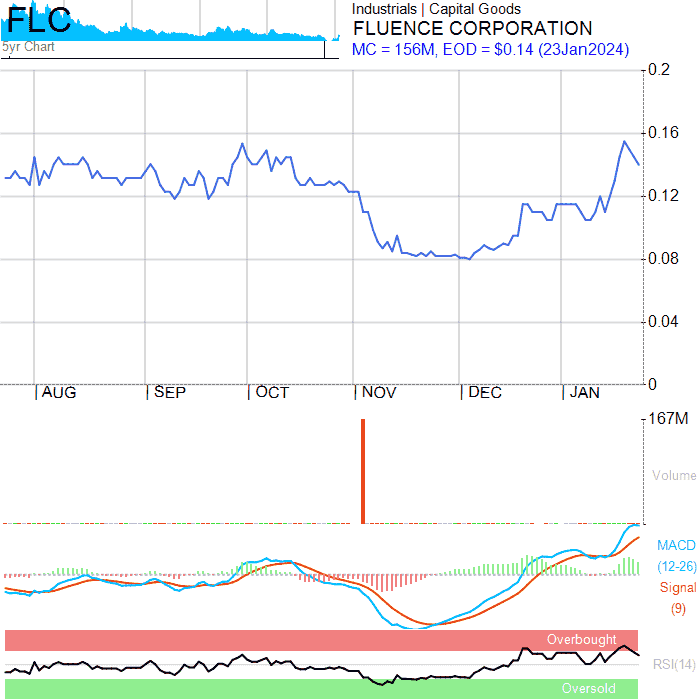 FLC
5yr Chart
Industrials | Capital Goods
FLUENCE CORPORATION
MC = 156M, EOD = $0.14 (23Jan2024)
0.2
0.16
0.12
0.08
0.04
0
AUG SEP OCT NOV DEC JAN
167M
Volume
MACD
(12-26)
Signal
(9)
Overbought
RSI(14)
Oversold